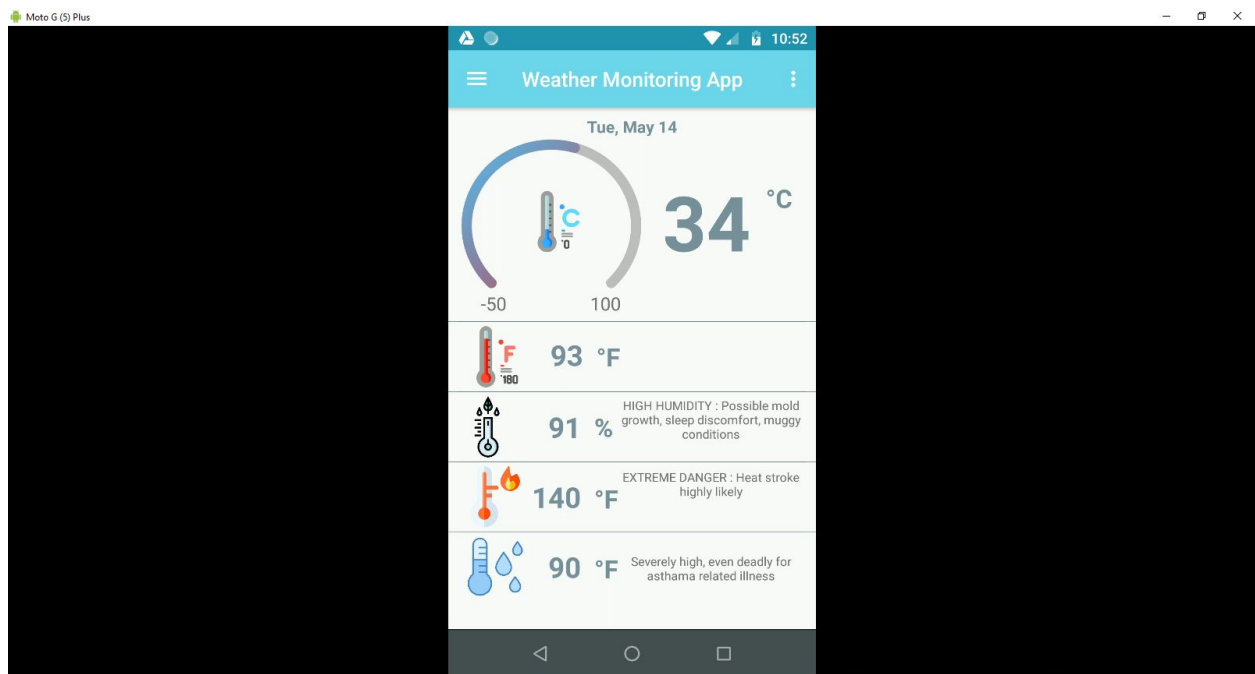 Moto G (5) Plus
10:52
Weather Monitoring App
Tue, May 14
°C
°0
34 °C
-50 100
°F
°180
93 °F
91 %
HIGH HUMIDITY : Possible mold
growth, sleep discomfort, muggy
conditions
140 °F
EXTREME DANGER : Heat stroke
highly likely
90 °F
Severely high, even deadly for
asthama related illness